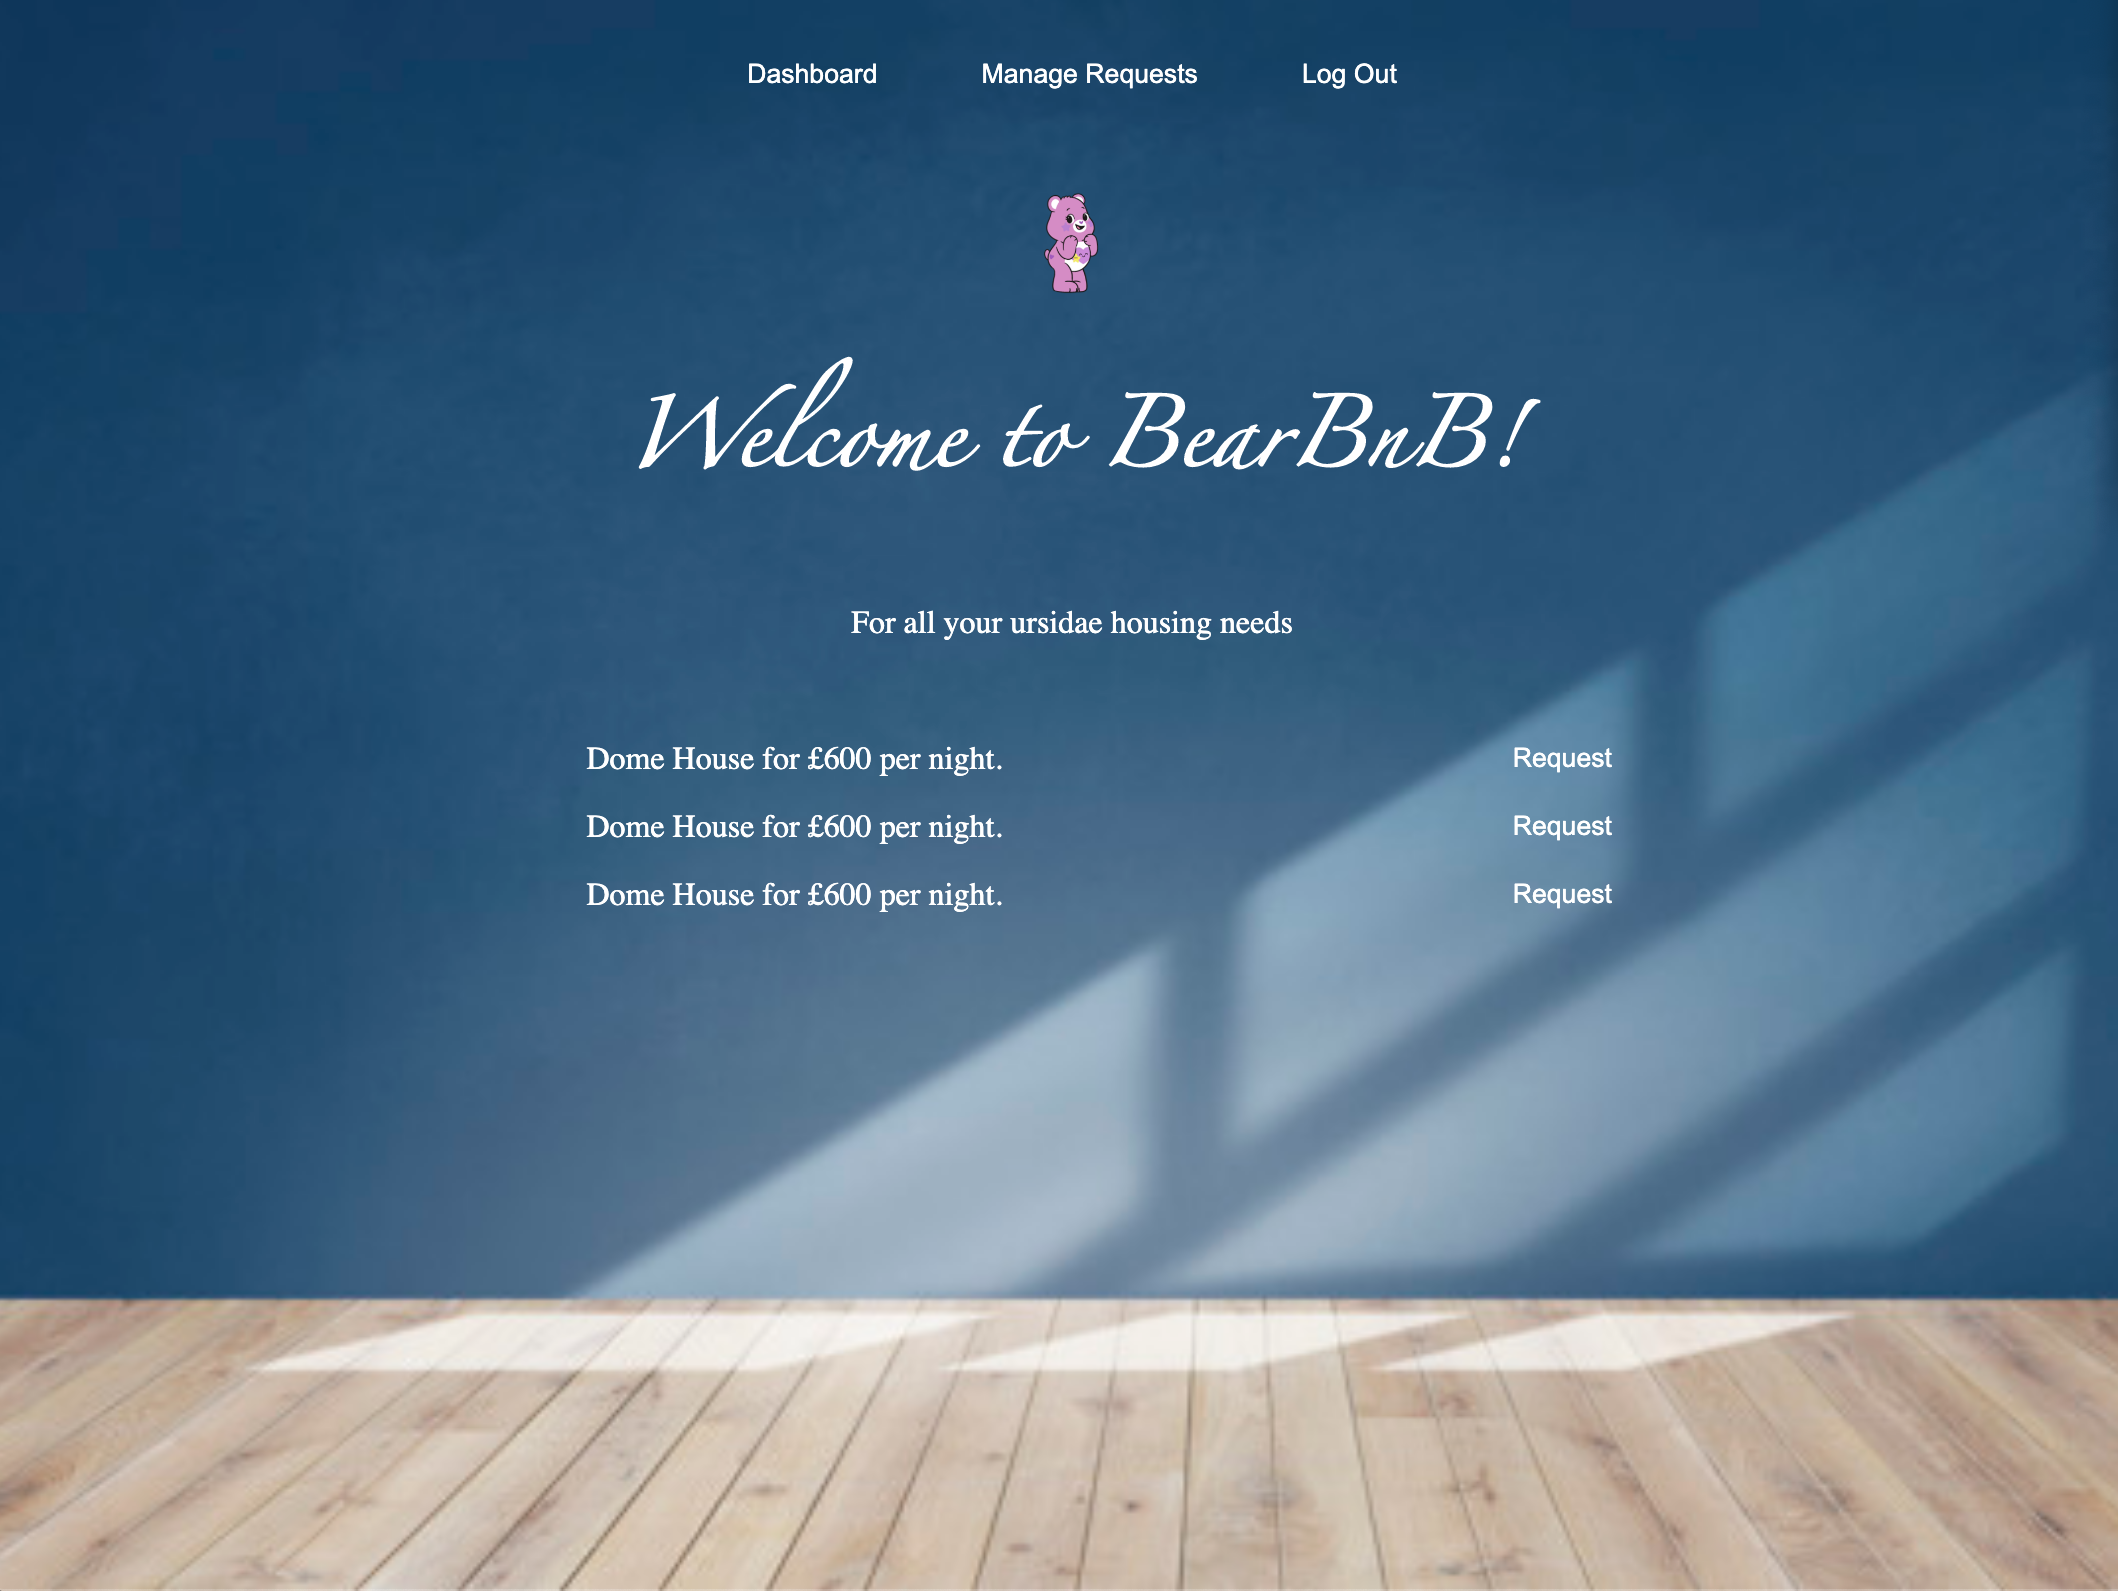 Dashboard Manage Requests Log Out
Welcome to BearBnB!
For all your ursidae housing needs
Dome House for £600 per night. Request
Dome House for £600 per night. Request
Dome House for £600 per night. Request